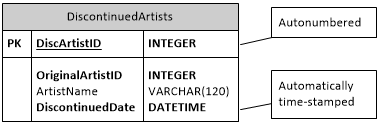 DiscontinuedArtists
PK DiscArtistID INTEGER
Autonumbered
OriginalArtistID INTEGER
ArtistName VARCHAR(120)
DiscontinuedDate DATETIME
Automatically
time-stamped